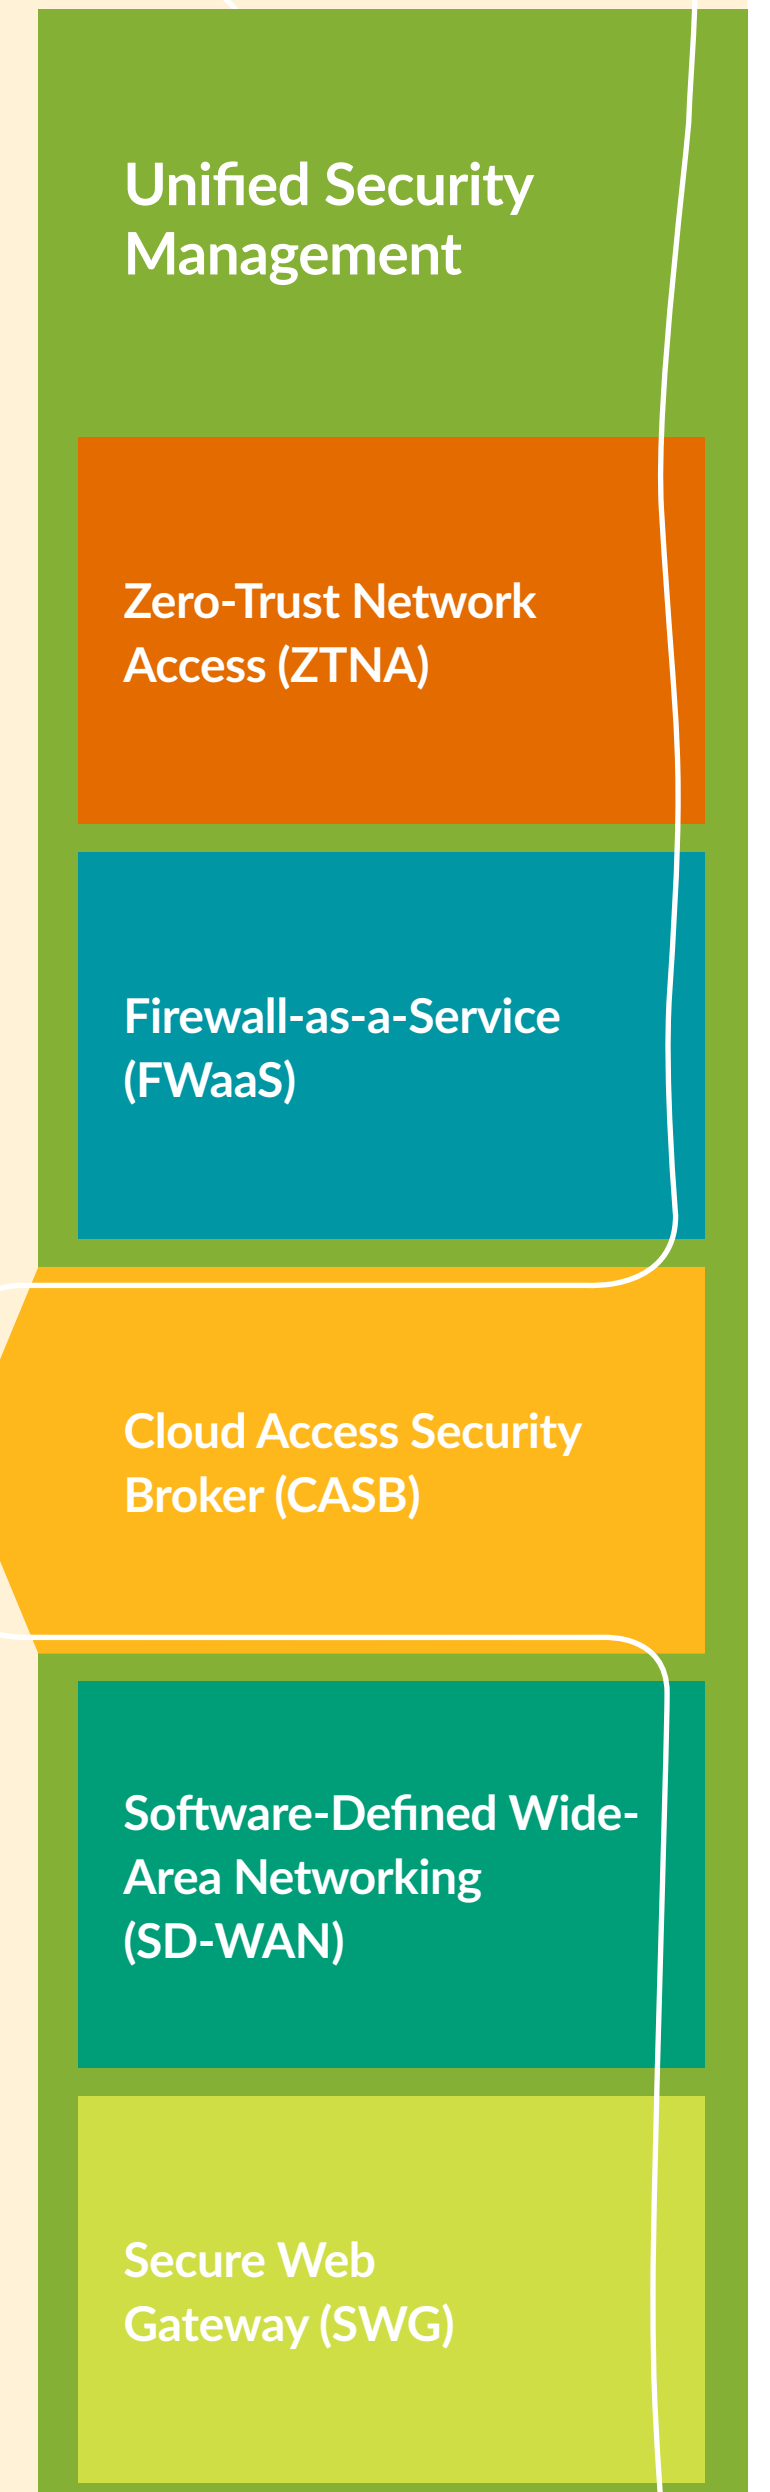 Unified Security
Management
Zero-Trust Network
Access (ZTNA)
Firewall-as-a-Service
(FWaaS)
Cloud Access Security
Broker (CASB)
Software-Defined Wide-
Area Networking
(SD-WAN)
Secure Web
Gateway (SWG)